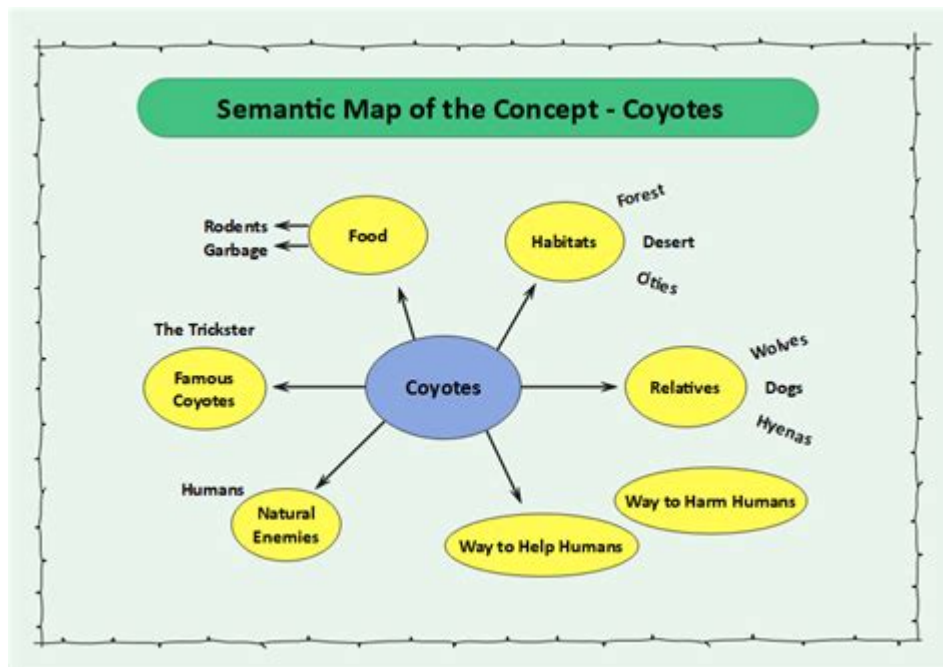 Semantic Map of the Concept - Coyotes
Rodents
Garbage
Food
Habitats
Forest
Desert
Cities
The Trickster
Famous
Coyotes
Coyotes
Relatives
Wolves
Dogs
Hyenas
Humans
Natural
Enemies
Way to Help Humans
Way to Harm Humans